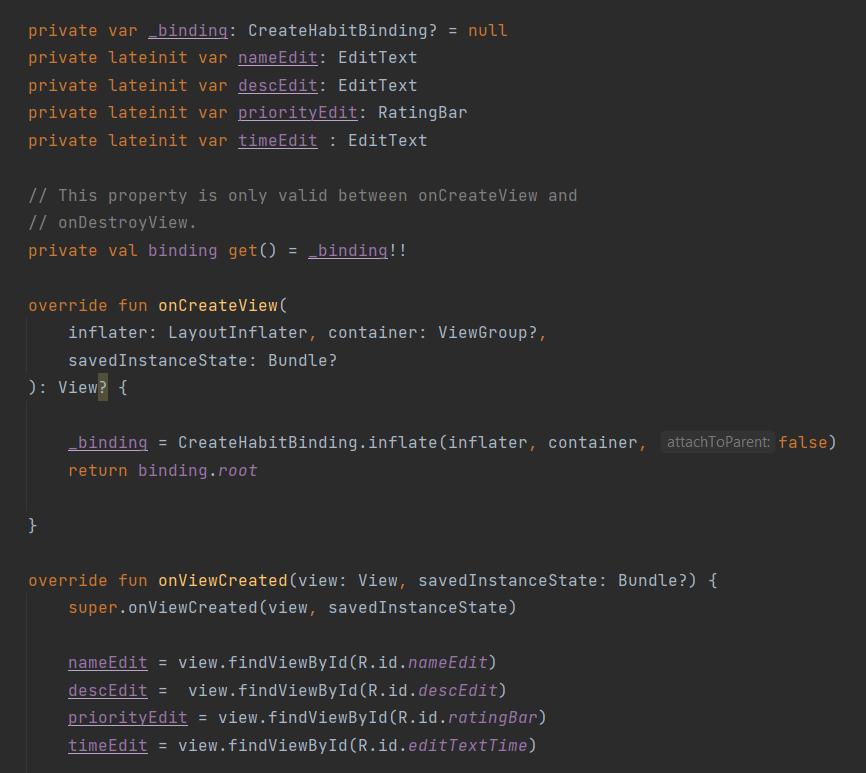 private var _binding: CreateHabitBinding? = null
private lateinit var nameEdit: EditText
private lateinit var descEdit: EditText
private lateinit var priorityEdit: RatingBar
private lateinit var timeEdit : EditText
// This property is only valid between onCreateView and
// onDestroyView.
private val binding get() = _binding!!
override fun onCreateView(
inflater: LayoutInflater, container: ViewGroup?,
savedInstanceState: Bundle?
): View? {
_binding = CreateHabitBinding.inflate(inflater, container, attachToParent: false)
return binding.root
}
override fun onViewCreated(view: View, savedInstanceState: Bundle?) {
super.onViewCreated(view, savedInstanceState)
nameEdit = view.findViewById(R.id.nameEdit)
descEdit =  view.findViewById(R.id.descEdit)
priorityEdit = view.findViewById(R.id.ratingBar)
timeEdit = view.findViewById(R.id.editTextTime)